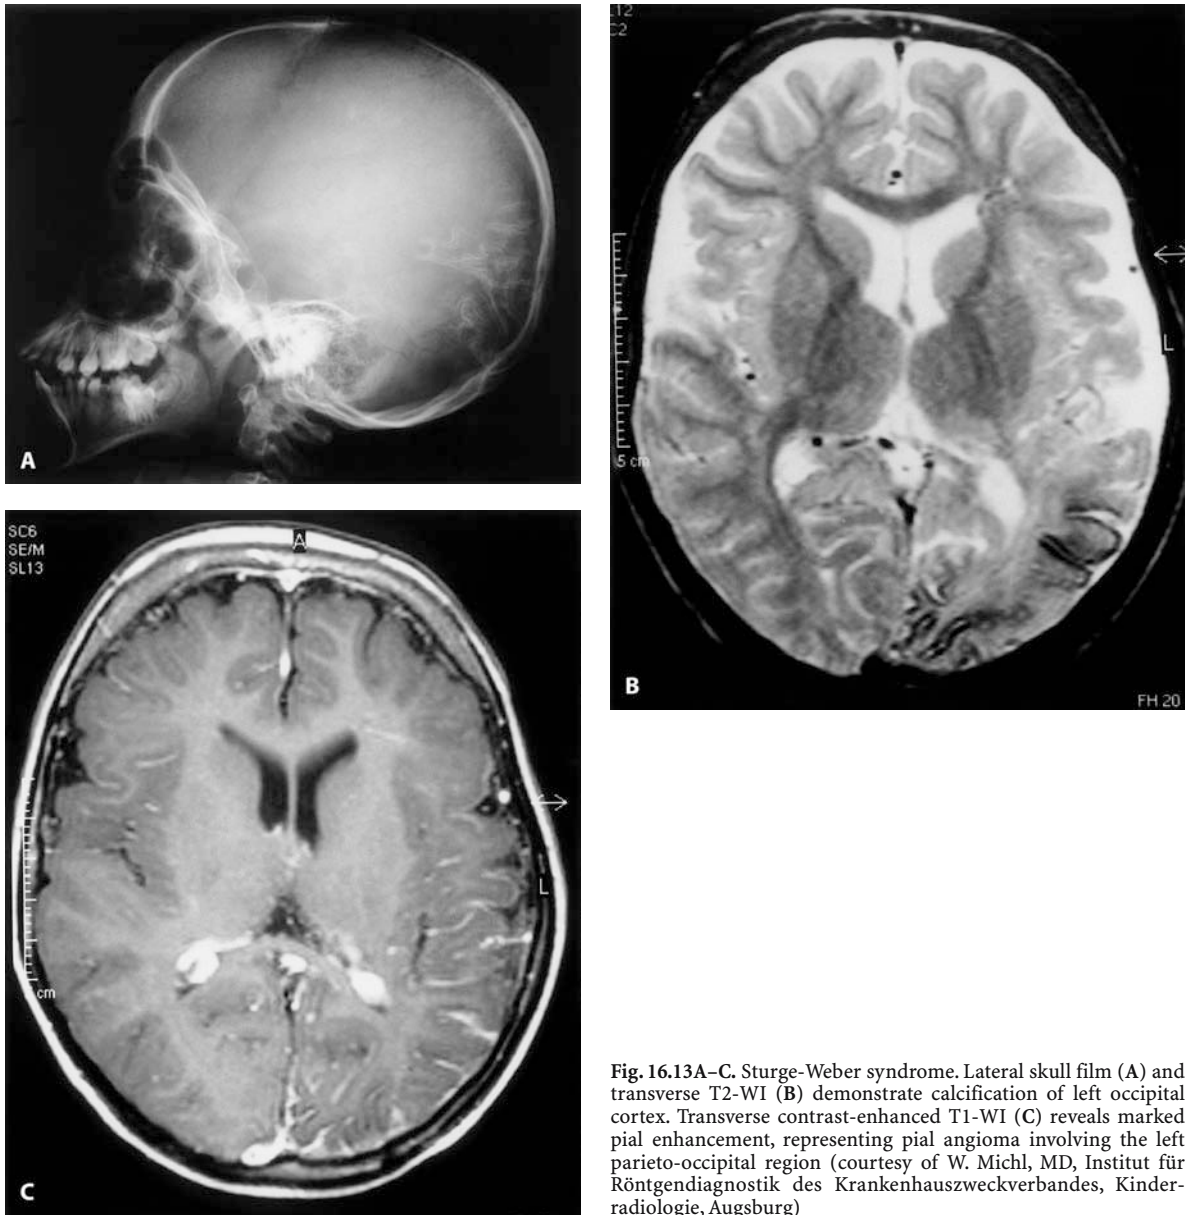 L12
C2
L
5 cm
A
B
FH 20
SC6
SE/M
SL13
A
L
cm
C
Fig. 16.13A–C. Sturge-Weber syndrome. Lateral skull film (A) and
transverse T2-WI (B) demonstrate calcification of left occipital
cortex. Transverse contrast-enhanced T1-WI (C) reveals marked
pial enhancement, representing pial angioma involving the left
parieto-occipital region (courtesy of W. Michl, MD, Institut für
Röntgendiagnostik des Krankenhauszweckverbandes, Kinder-
radiologie, Augsburg)